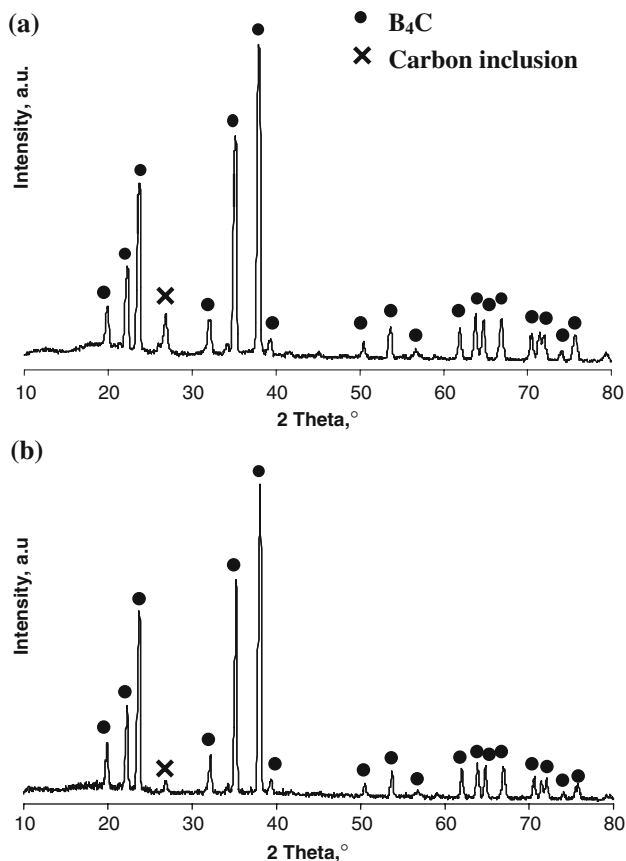 (a)
● B₄C
✕ Carbon inclusion
Intensity, a.u.
10 20 30 40 50 60 70 80
2 Theta,°
(b)
Intensity, a.u
10 20 30 40 50 60 70 80
2 Theta,°